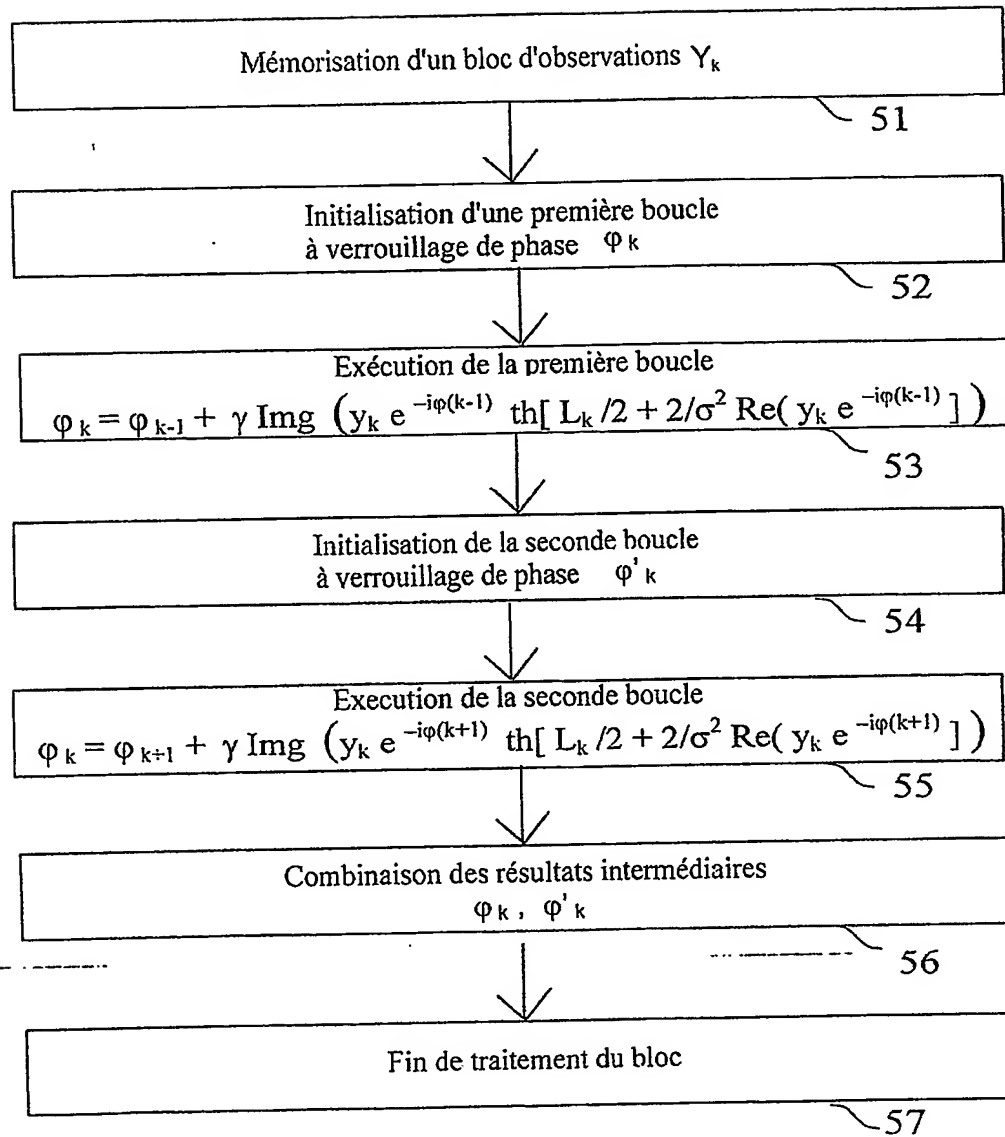 Mémorisation d'un bloc d'observations Yk
51
Initialisation d'une première boucle
à verrouillage de phase φk
52
Exécution de la première boucle
φk = φk-1 + γ Img (yk e^-iφ(k-1) th[ Lk /2 + 2/σ² Re( yk e^-iφ(k-1) ] )
53
Initialisation de la seconde boucle
à verrouillage de phase φ'k
54
Execution de la seconde boucle
φk = φk+1 + γ Img (yk e^-iφ(k+1) th[ Lk /2 + 2/σ² Re( yk e^-iφ(k+1) ] )
55
Combinaison des résultats intermédiaires
φk , φ'k
56
Fin de traitement du bloc
57